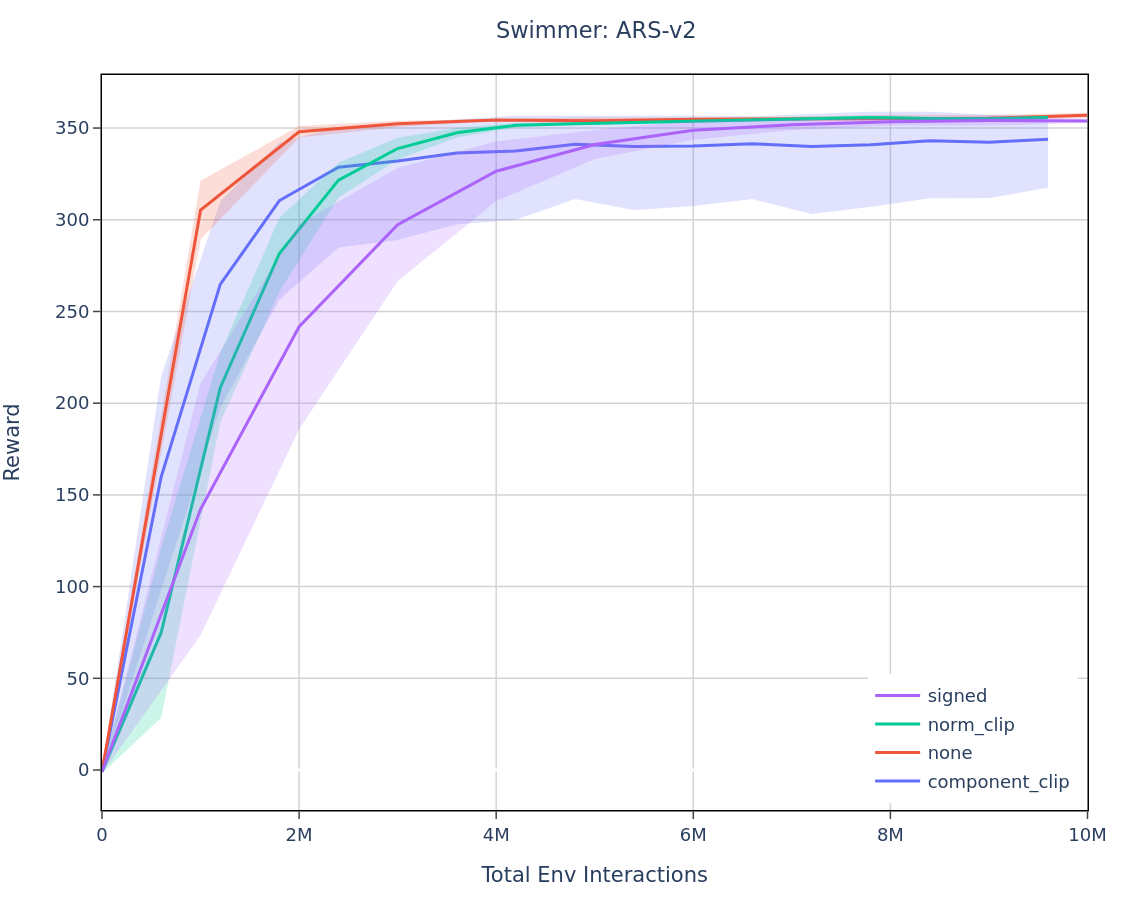 Swimmer: ARS-v2
Reward
350
300
250
200
150
100
50
0
0
2M
4M
6M
8M
10M
Total Env Interactions
signed
norm_clip
none
component_clip